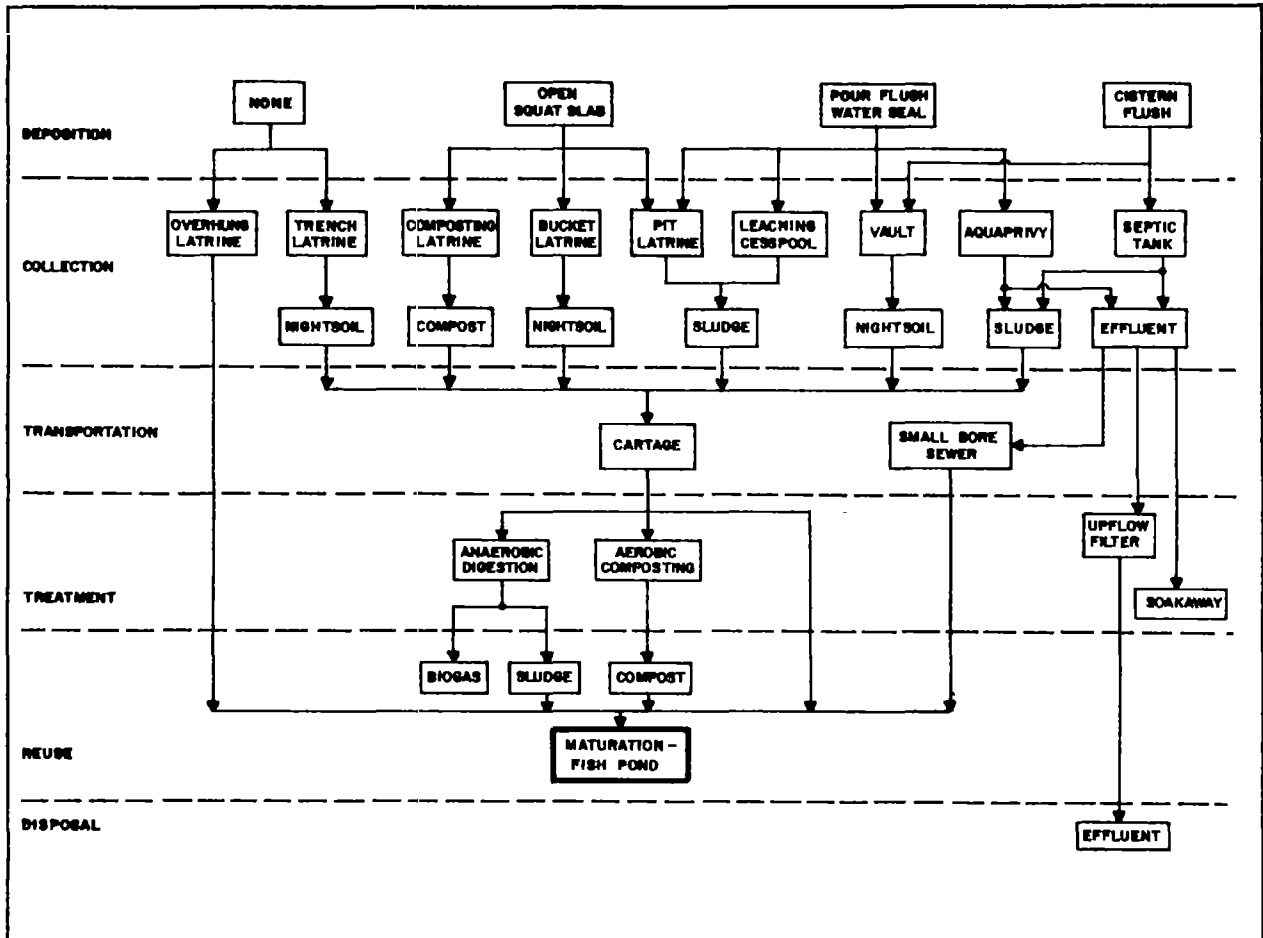 NONE
OPEN
SQUAT SLAB
POUR FLUSH
WATER SEAL
CISTERN
FLUSH
DEPOSITION
OVERHUNG
LATRINE
TRENCH
LATRINE
COMPOSTING
LATRINE
BUCKET
LATRINE
PIT
LATRINE
LEACHING
CESSPOOL
VAULT
AQUAPRIVY
SEPTIC
TANK
COLLECTION
NIGHTSOIL
COMPOST
NIGHTSOIL
SLUDGE
NIGHTSOIL
SLUDGE
EFFLUENT
TRANSPORTATION
CARTAGE
SMALL BORE
SEWER
UPFLOW
FILTER
ANAEROBIC
DIGESTION
AEROBIC
COMPOSTING
TREATMENT
SOAKAWAY
BIOGAS
SLUDGE
COMPOST
REUSE
MATURATION -
FISH POND
DISPOSAL
EFFLUENT